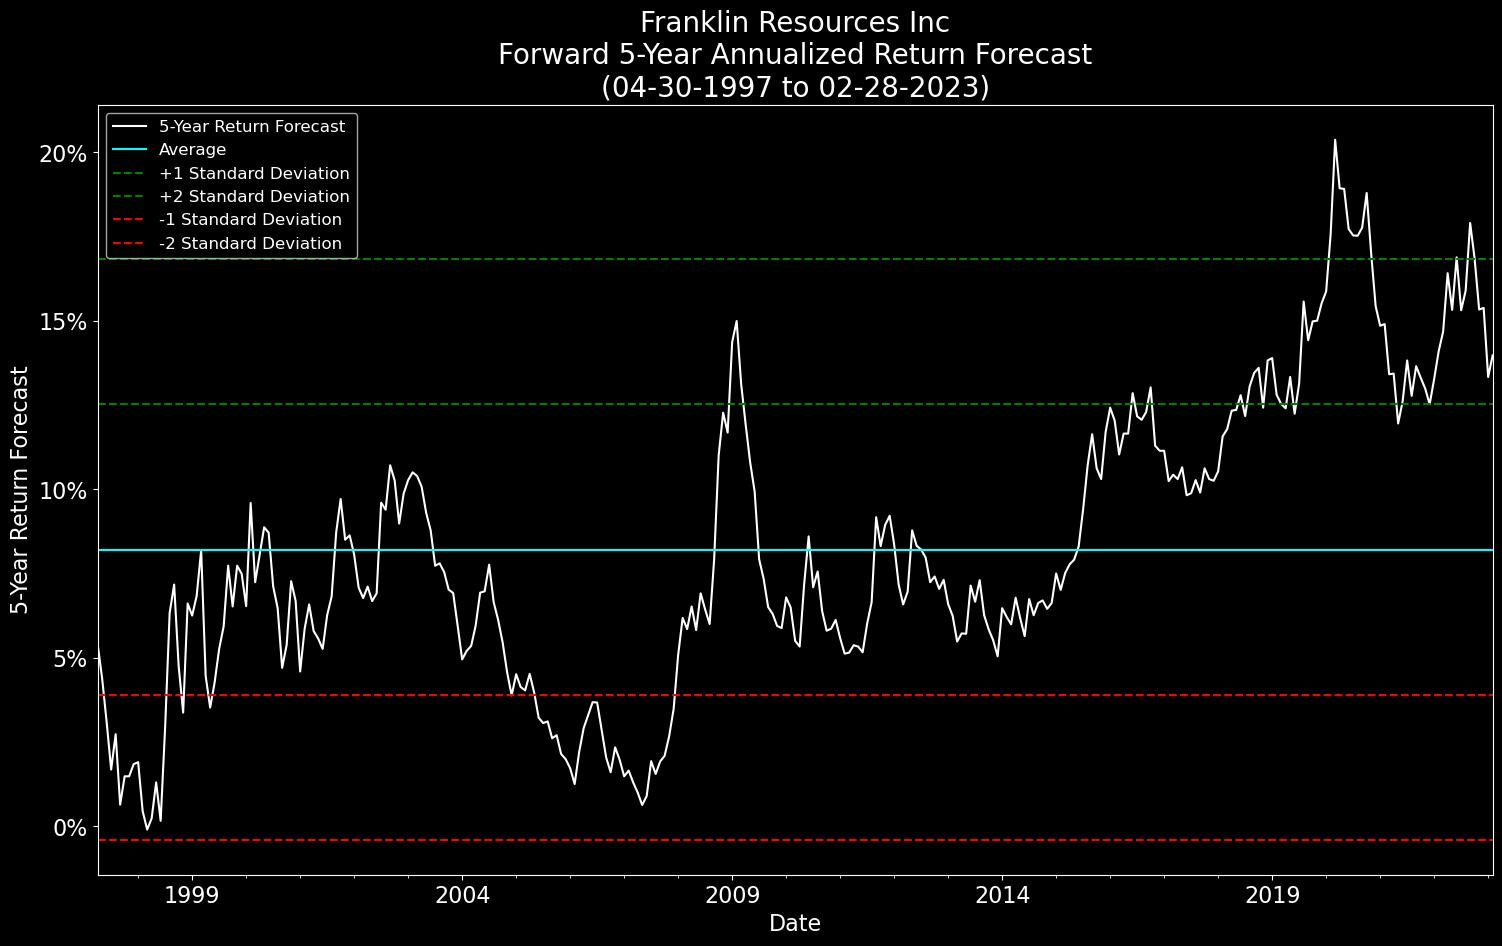 Franklin Resources Inc
Forward 5-Year Annualized Return Forecast
(04-30-1997 to 02-28-2023)
5-Year Return Forecast
Average
+1 Standard Deviation
+2 Standard Deviation
-1 Standard Deviation
-2 Standard Deviation
5-Year Return Forecast
20%
15%
10%
5%
0%
1999
2004
2009
2014
2019
Date